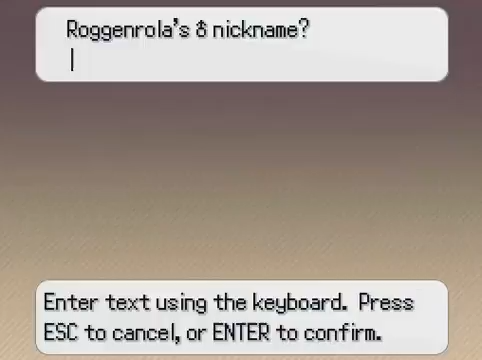 Roggenrola's ♂ nickname?
Enter text using the keyboard. Press
ESC to cancel, or ENTER to confirm.